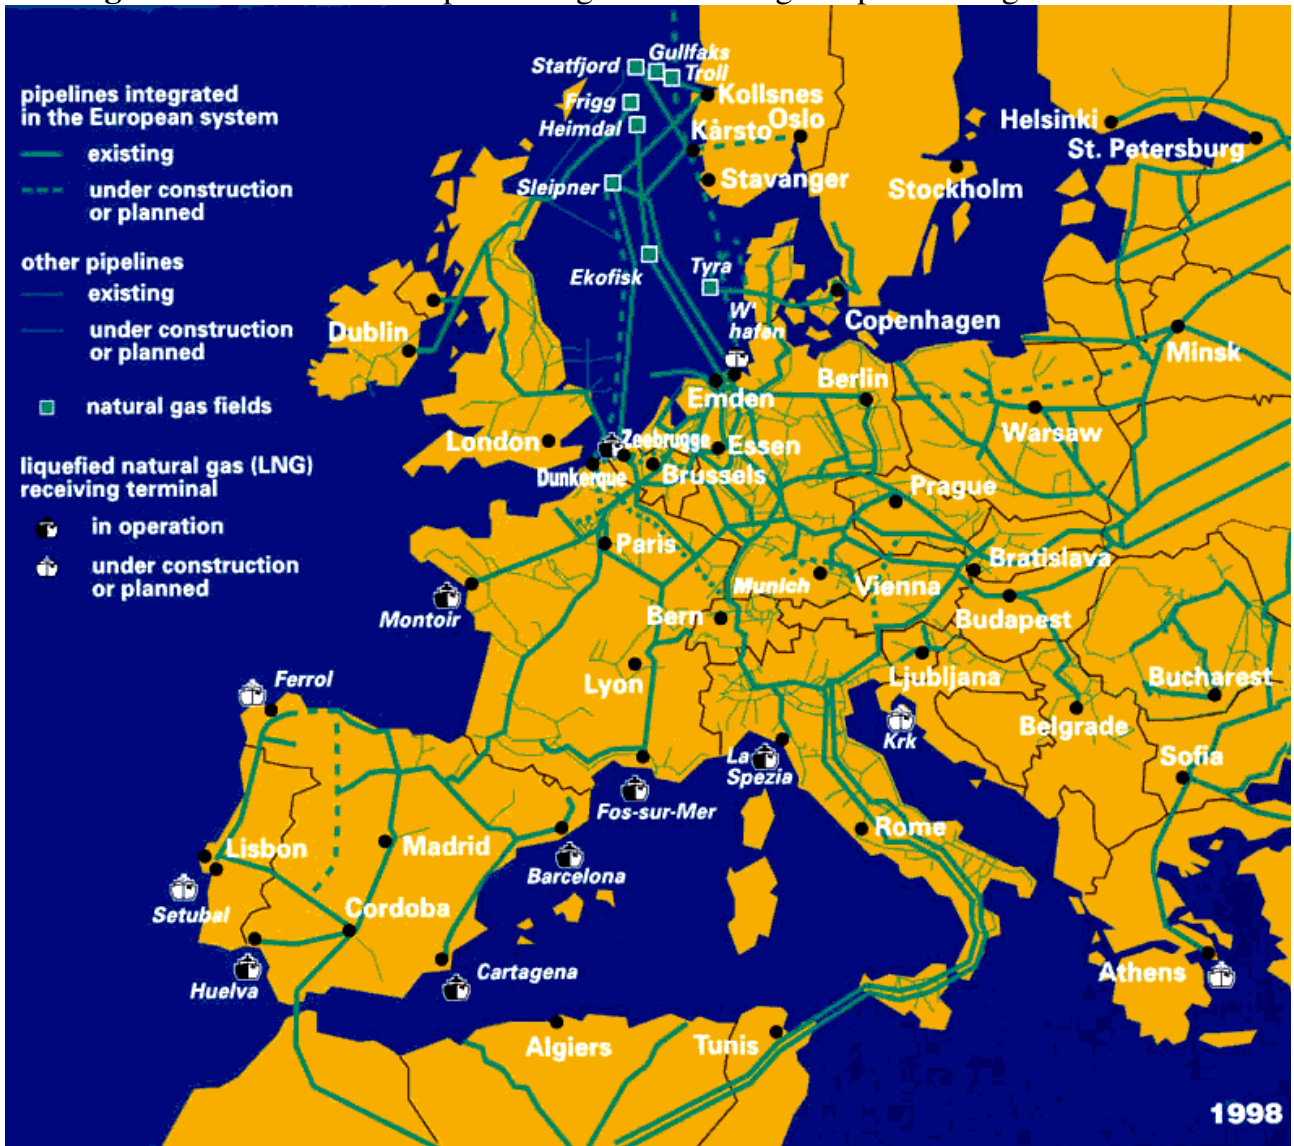 pipelines integrated
in the European system
existing
under construction
or planned
other pipelines
existing
under construction
or planned
natural gas fields
liquefied natural gas (LNG)
receiving terminal
in operation
under construction
or planned
Statfjord
Gullfaks
Troll
Frigg
Heimdal
Kollsnes
Kårsto
Oslo
Helsinki
St. Petersburg
Sleipner
Stavanger
Stockholm
Ekofisk
Tyra
W'
hafen
Copenhagen
Dublin
Minsk
Emden
Berlin
London
Zeebrugge
Essen
Warsaw
Dunkerque
Brussels
Prague
Paris
Bratislava
Munich
Vienna
Montoir
Bern
Budapest
Lyon
Ljubljana
Bucharest
Ferrol
Belgrade
Krk
La
Spezia
Sofia
Fos-sur-Mer
Lisbon
Madrid
Rome
Barcelona
Setubal
Cordoba
Huelva
Cartagena
Athens
Algiers
Tunis
1998